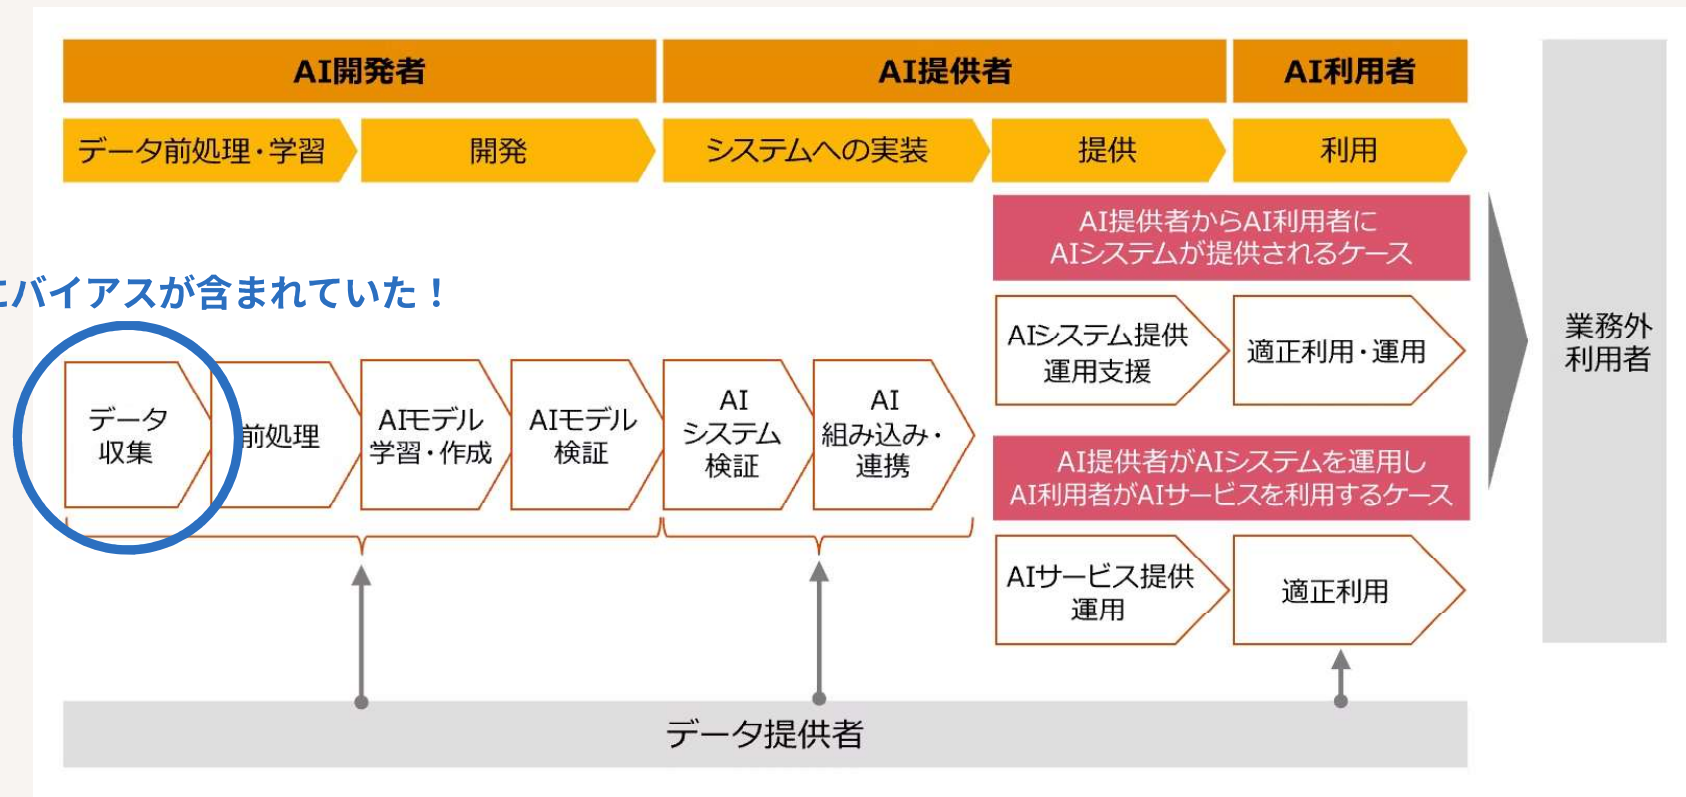 AI開発者
AI提供者
AI利用者
データ前処理・学習
開発
システムへの実装
提供
利用
AI提供者からAI利用者に
AIシステムが提供されるケース
にバイアスが含まれていた！
データ
収集
前処理
AIモデル
学習・作成
AIモデル
検証
AI
システム
検証
AI
組み込み・
連携
AIシステム提供
運用支援
適正利用・運用
AI提供者がAIシステムを運用し
AI利用者がAIサービスを利用するケース
AIサービス提供
運用
適正利用
業務外
利用者
データ提供者